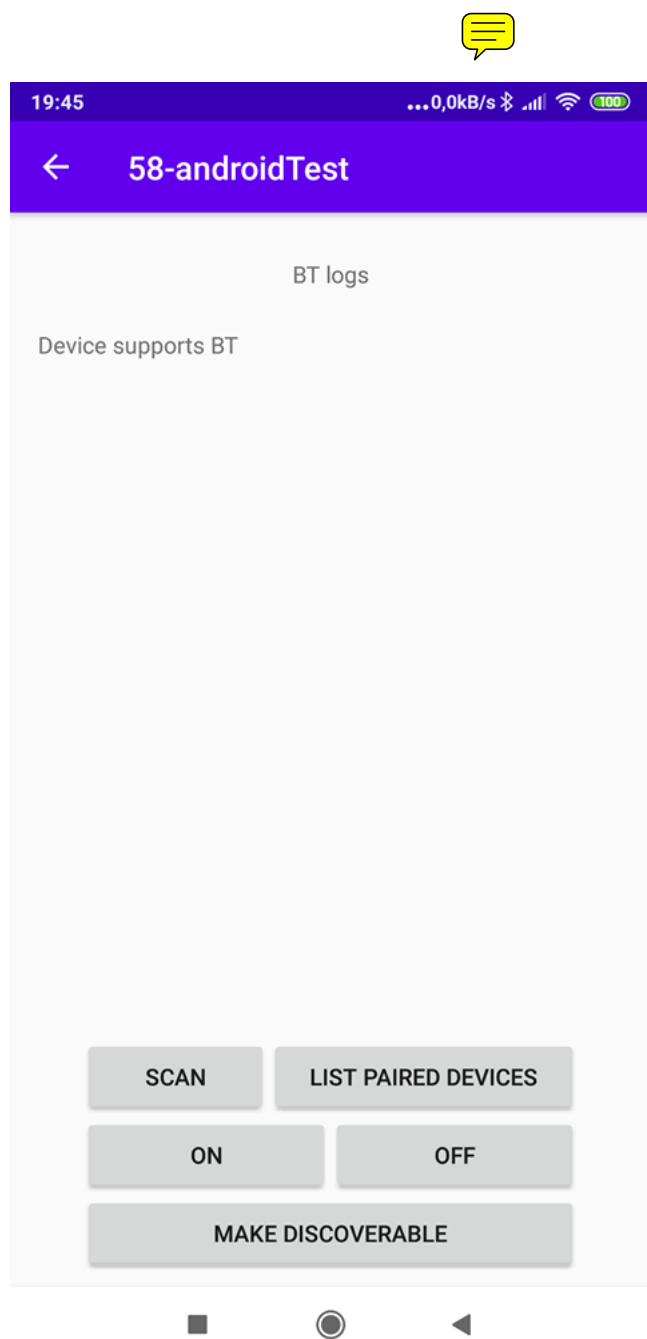 19:45 ...0,0kB/s 100
58-androidTest
BT logs
Device supports BT
SCAN LIST PAIRED DEVICES
ON OFF
MAKE DISCOVERABLE